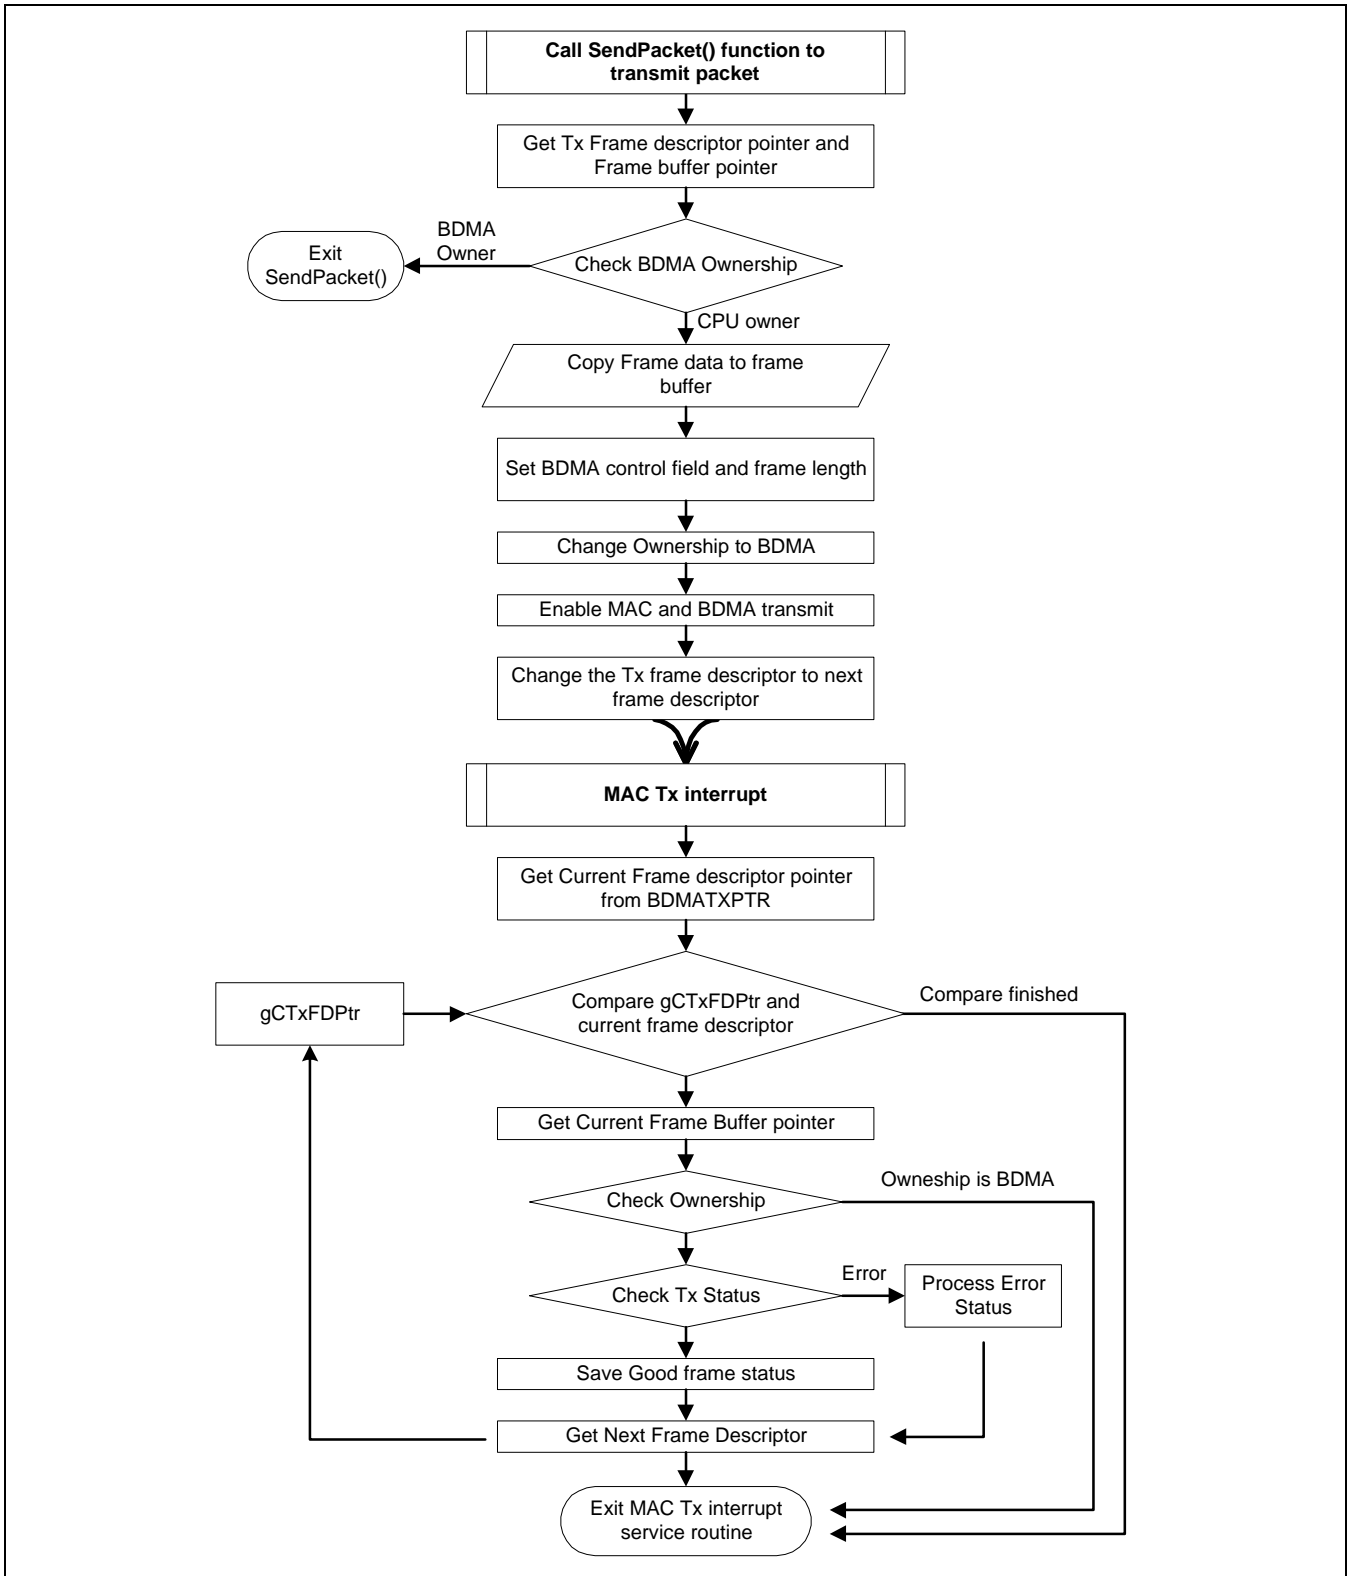 Call SendPacket() function to
transmit packet
Get Tx Frame descriptor pointer and
Frame buffer pointer
BDMA
Owner
Exit
SendPacket()
Check BDMA Ownership
CPU owner
Copy Frame data to frame
buffer
Set BDMA control field and frame length
Change Ownership to BDMA
Enable MAC and BDMA transmit
Change the Tx frame descriptor to next
frame descriptor
MAC Tx interrupt
Get Current Frame descriptor pointer
from BDMATXPTR
gCTxFDPtr
Compare gCTxFDPtr and
current frame descriptor
Compare finished
Get Current Frame Buffer pointer
Check Ownership
Owneship is BDMA
Check Tx Status
Error
Process Error
Status
Save Good frame status
Get Next Frame Descriptor
Exit MAC Tx interrupt
service routine